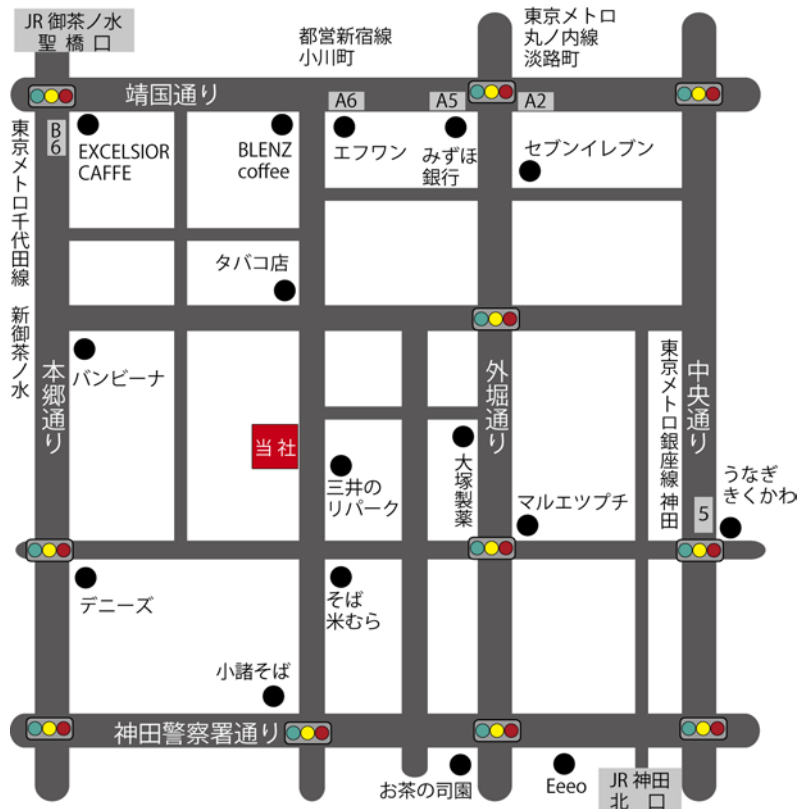 JR 御茶ノ水
聖 橋 口
都営新宿線
小川町
東京メトロ
丸ノ内線
淡路町
靖国通り
A6
A5
A2
B6
EXCELSIOR
CAFFE
BLENZ
coffee
エフワン
みずほ
銀行
セブンイレブン
東京メトロ千代田線 新御茶ノ水
タバコ店
バンビーナ
本郷通り
外堀通り
東京メトロ銀座線 神田
中央通り
当 社
三井の
リパーク
大塚製薬
マルエツプチ
うなぎ
きくかわ
5
デニーズ
そば
米むら
小諸そば
神田警察署通り
お茶の司園
Eeeo
JR 神田
北 口